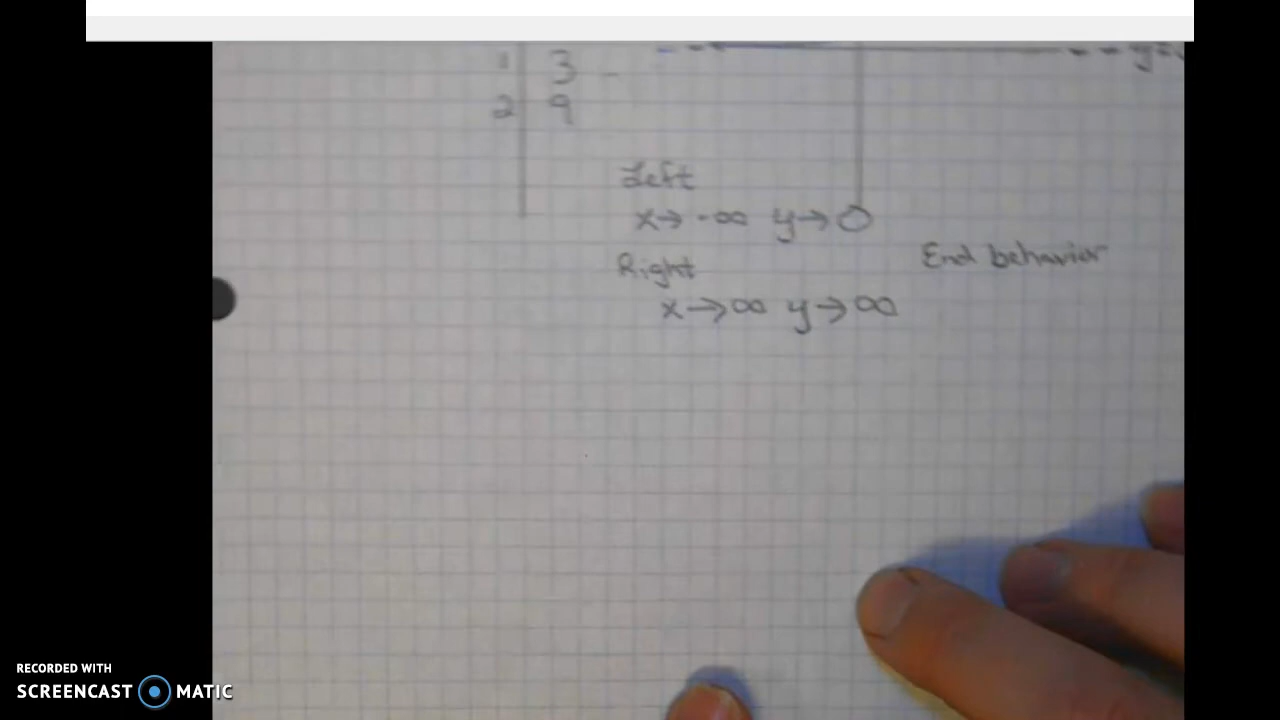 1 3
2 9
Left
x→ -∞ y→ 0
End behavior
Right
x→∞ y→∞
RECORDED WITH
SCREENCAST MATIC